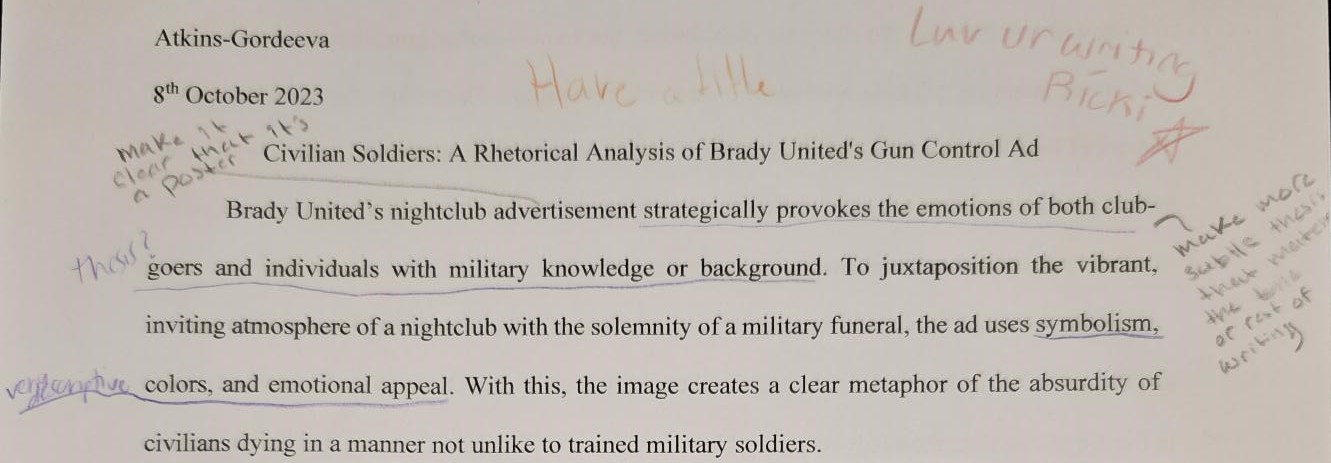 Atkins-Gordeeva
Luv ur writing
Ricki
8th October 2023
Have a title
make it
clear that it's
a poster
Civilian Soldiers: A Rhetorical Analysis of Brady United's Gun Control Ad
Brady United’s nightclub advertisement strategically provokes the emotions of both club-
thesis?
goers and individuals with military knowledge or background. To juxtaposition the vibrant,
make more
subtle thesis
that
the tone
or rest of
writing
inviting atmosphere of a nightclub with the solemnity of a military funeral, the ad uses symbolism,
colors, and emotional appeal. With this, the image creates a clear metaphor of the absurdity of
civilians dying in a manner not unlike to trained military soldiers.